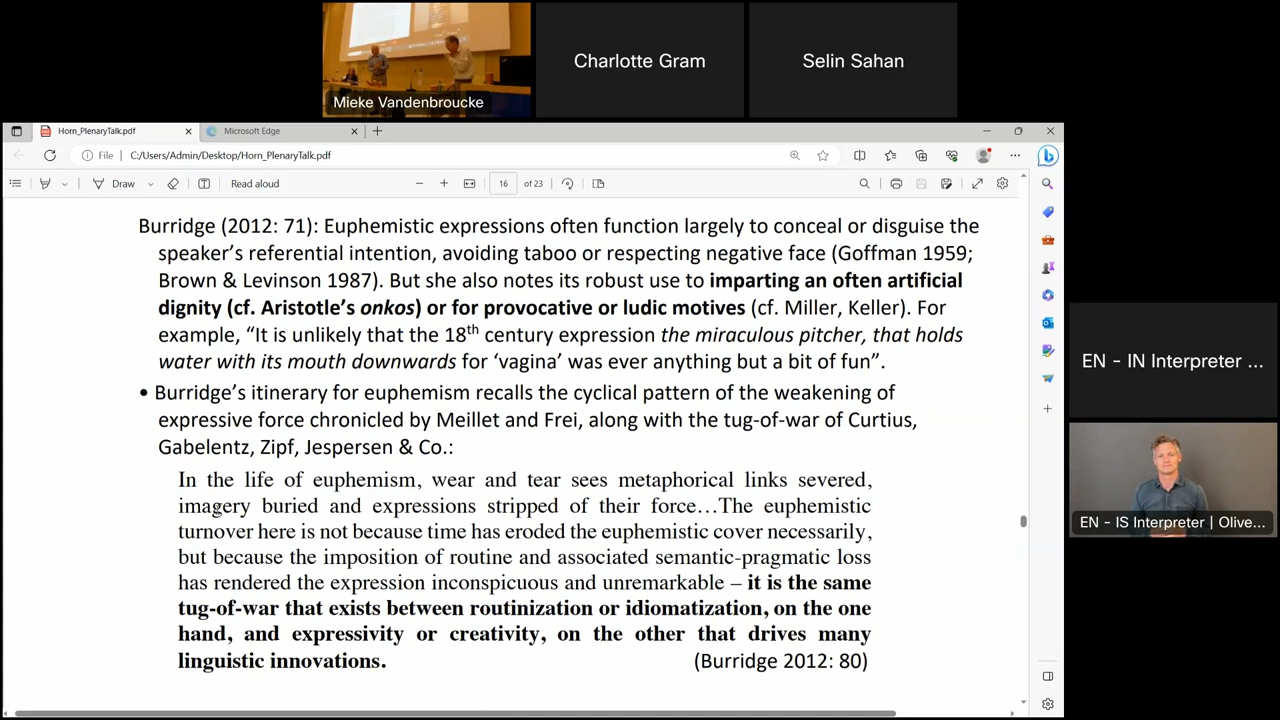 Mieke Vandenbroucke
Charlotte Gram
Selin Sahan
Horn_PlenaryTalk.pdf
Microsoft Edge
File
C:/Users/Admin/Desktop/Horn_PlenaryTalk.pdf
Draw
Read aloud
16
of 23
Burridge (2012: 71): Euphemistic expressions often function largely to conceal or disguise the
speaker's referential intention, avoiding taboo or respecting negative face (Goffman 1959;
Brown & Levinson 1987). But she also notes its robust use to imparting an often artificial
dignity (cf. Aristotle's onkos) or for provocative or ludic motives (cf. Miller, Keller). For
example, “It is unlikely that the 18th century expression the miraculous pitcher, that holds
water with its mouth downwards for ‘vagina’ was ever anything but a bit of fun”.
• Burridge's itinerary for euphemism recalls the cyclical pattern of the weakening of
expressive force chronicled by Meillet and Frei, along with the tug-of-war of Curtius,
Gabelentz, Zipf, Jespersen & Co.:
In the life of euphemism, wear and tear sees metaphorical links severed,
imagery buried and expressions stripped of their force…The euphemistic
turnover here is not because time has eroded the euphemistic cover necessarily,
but because the imposition of routine and associated semantic-pragmatic loss
has rendered the expression inconspicuous and unremarkable – it is the same
tug-of-war that exists between routinization or idiomatization, on the one
hand, and expressivity or creativity, on the other that drives many
linguistic innovations.
(Burridge 2012: 80)
EN - IN Interpreter ...
EN - IS Interpreter | Olive...